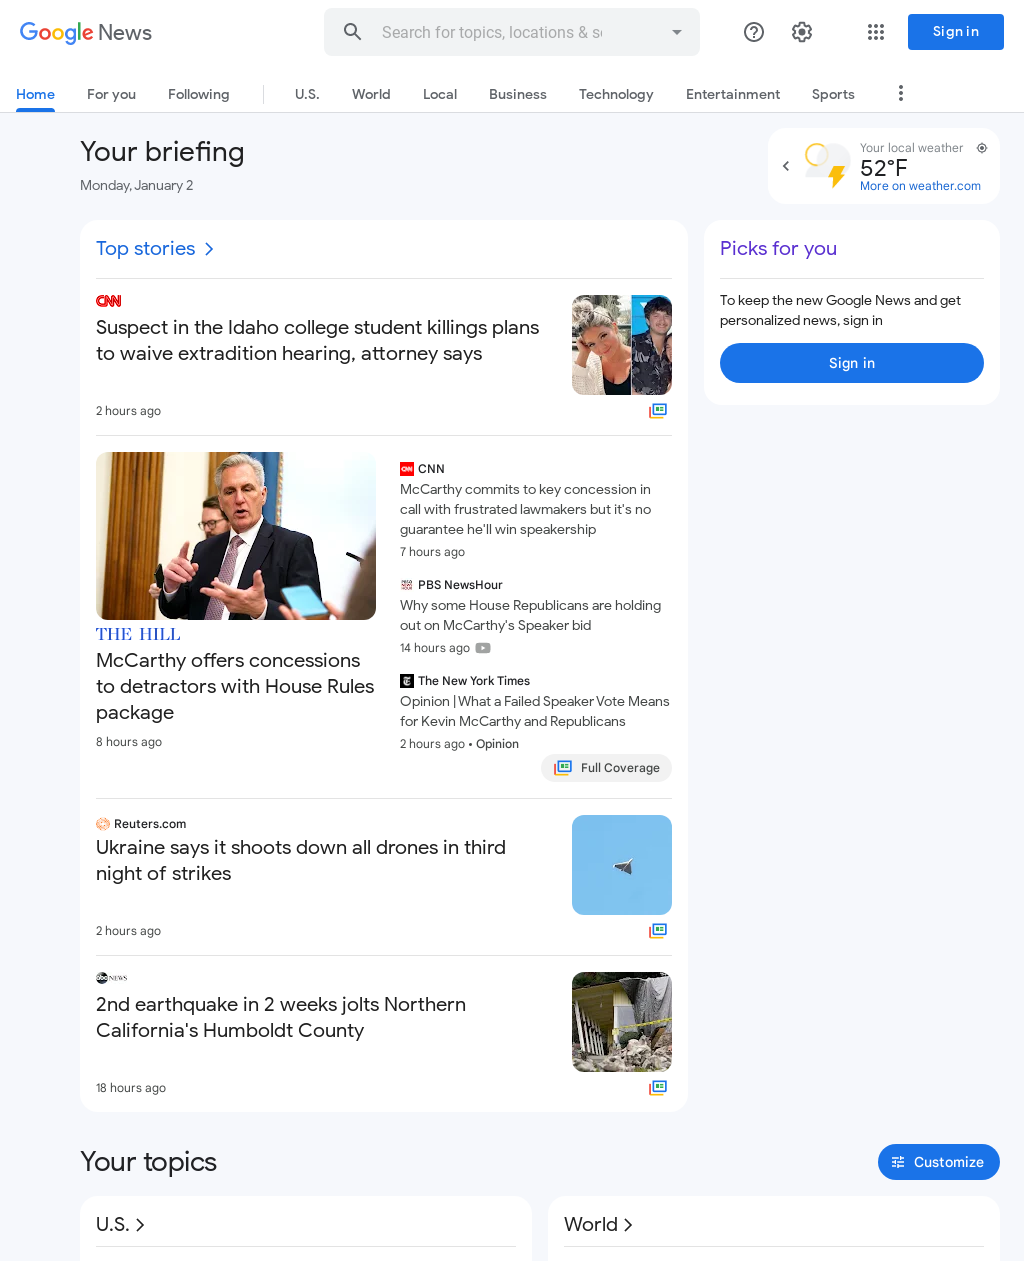 Google News
Search for topics, locations & so
Sign in
Home
For you
Following
U.S.
World
Local
Business
Technology
Entertainment
Sports
Your briefing
Monday, January 2
Your local weather
52°F
More on weather.com
Top stories
CNN
Suspect in the Idaho college student killings plans
to waive extradition hearing, attorney says
2 hours ago
THE HILL
McCarthy offers concessions
to detractors with House Rules
package
8 hours ago
CNN
McCarthy commits to key concession in
call with frustrated lawmakers but it's no
guarantee he'll win speakership
7 hours ago
PBS NewsHour
Why some House Republicans are holding
out on McCarthy's Speaker bid
14 hours ago
The New York Times
Opinion | What a Failed Speaker Vote Means
for Kevin McCarthy and Republicans
2 hours ago • Opinion
Full Coverage
Reuters.com
Ukraine says it shoots down all drones in third
night of strikes
2 hours ago
abc NEWS
2nd earthquake in 2 weeks jolts Northern
California's Humboldt County
18 hours ago
Picks for you
To keep the new Google News and get
personalized news, sign in
Sign in
Your topics
Customize
U.S.
World